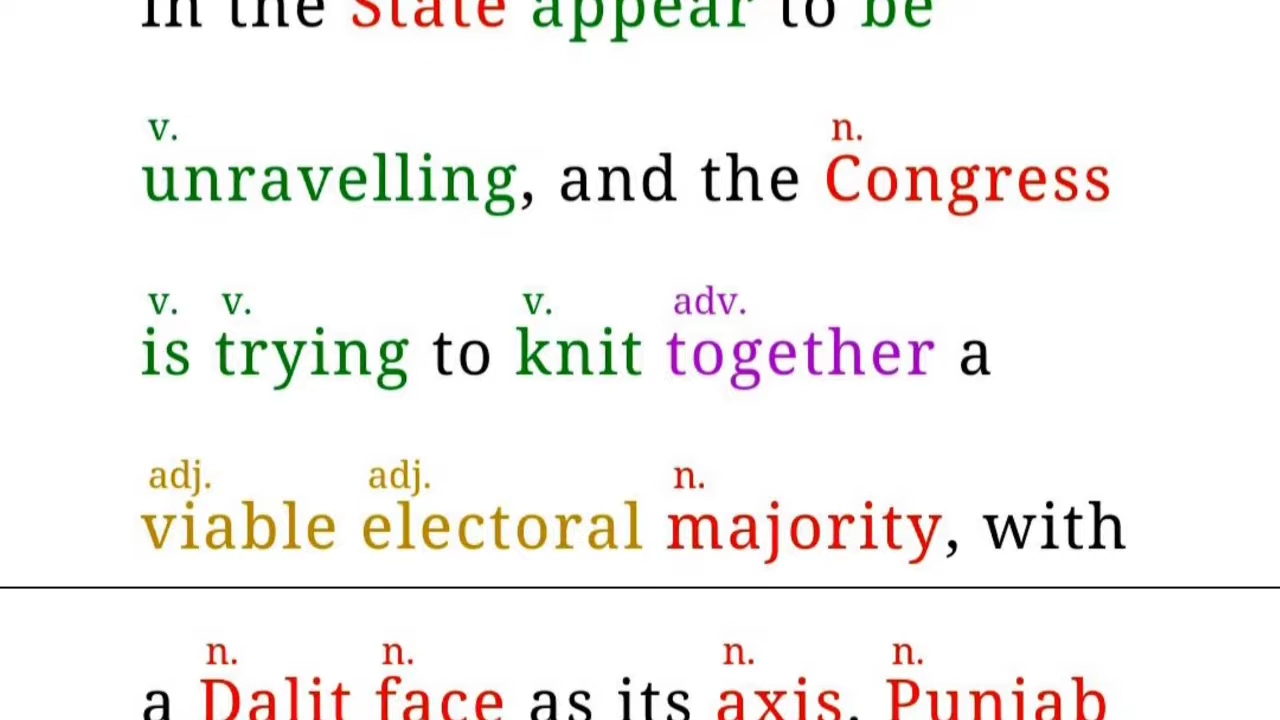 in the State appear to be
v. n.
unravelling, and the Congress
v. v. v. adv.
is trying to knit together a
adj. adj. n.
viable electoral majority, with
n. n. n. n.
a Dalit face as its axis. Punjab